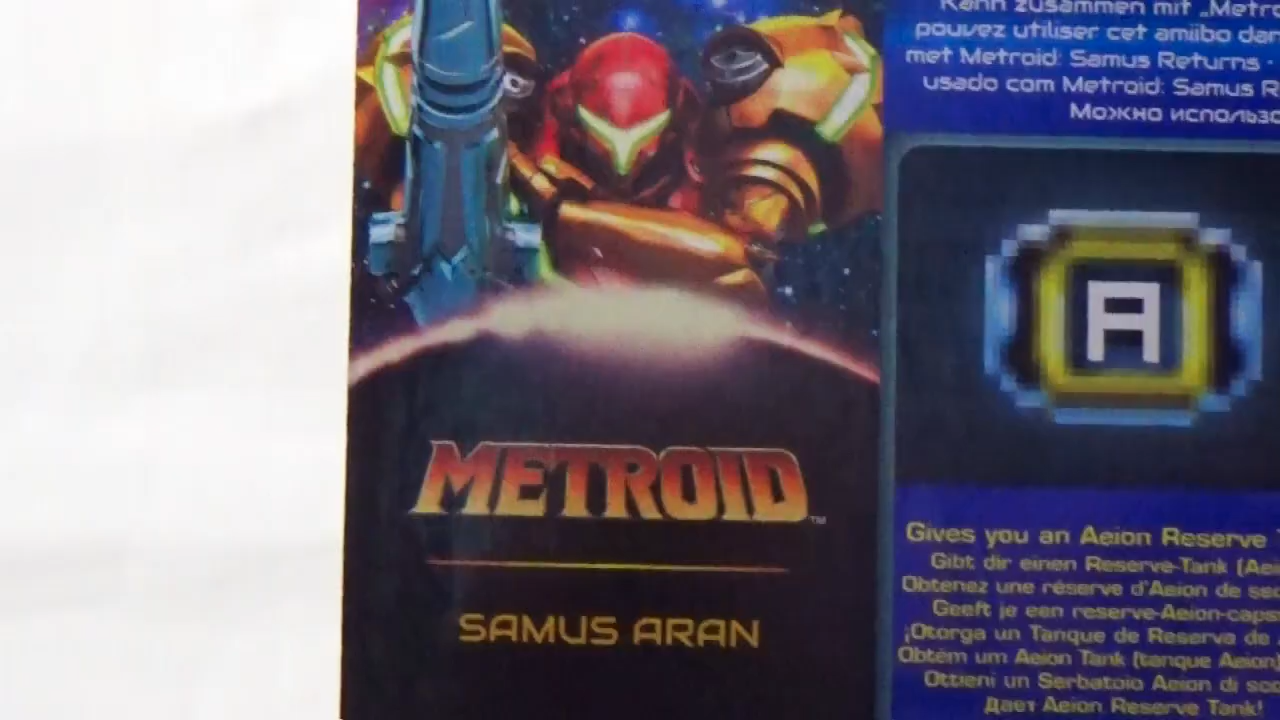 METROID™
SAMUS ARAN
Kann zusammen mit „Metro
pouvez utiliser cet amiibo dan
met Metroid: Samus Returns ·
usado com Metroid: Samus R
Можно использо
A
Gives you an Aeion Reserve
Gibt dir einen Reserve-Tank (Aei
Obtenez une réserve d'Aeion de sec
Geeft je een reserve-Aeion-caps
¡Otorga un Tanque de Reserva de
Obtém um Aeion Tank (tanque Aeion)
Ottieni un Serbatoio Aeion di sco
Дает Aeion Reserve Tank!